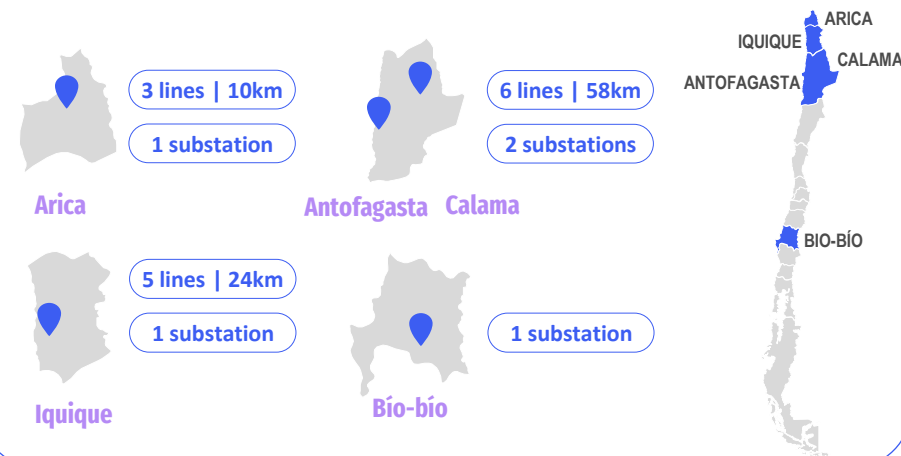 3 lines | 10km
1 substation
Arica
6 lines | 58km
2 substations
Antofagasta Calama
5 lines | 24km
1 substation
Iquique
1 substation
Bío-bío
ARICA
IQUIQUE
CALAMA
ANTOFAGASTA
BIO-BÍO